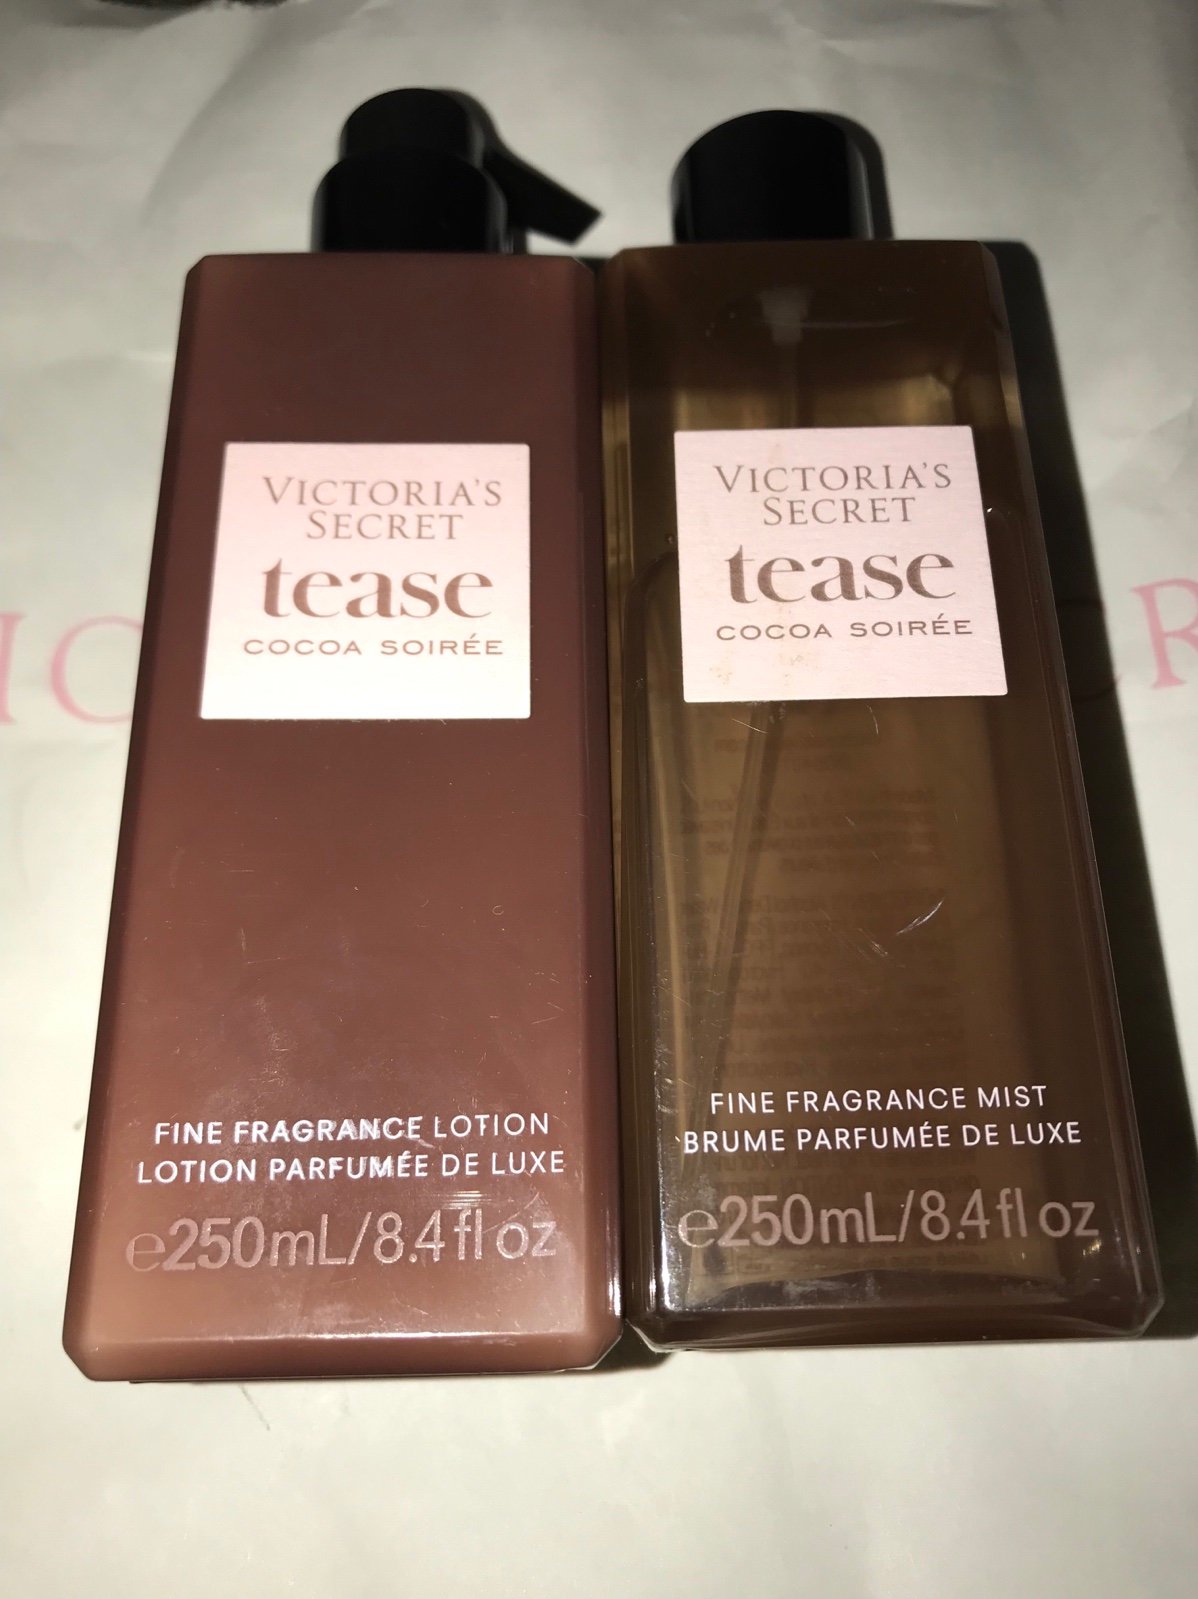 VICTORIA'S
SECRET
tease
COCOA SOIRÉE
FINE FRAGRANCE LOTION
LOTION PARFUMÉE DE LUXE
℮250mL/8.4 fl oz
VICTORIA'S
SECRET
tease
COCOA SOIRÉE
FINE FRAGRANCE MIST
BRUME PARFUMÉE DE LUXE
℮250mL/8.4 fl oz